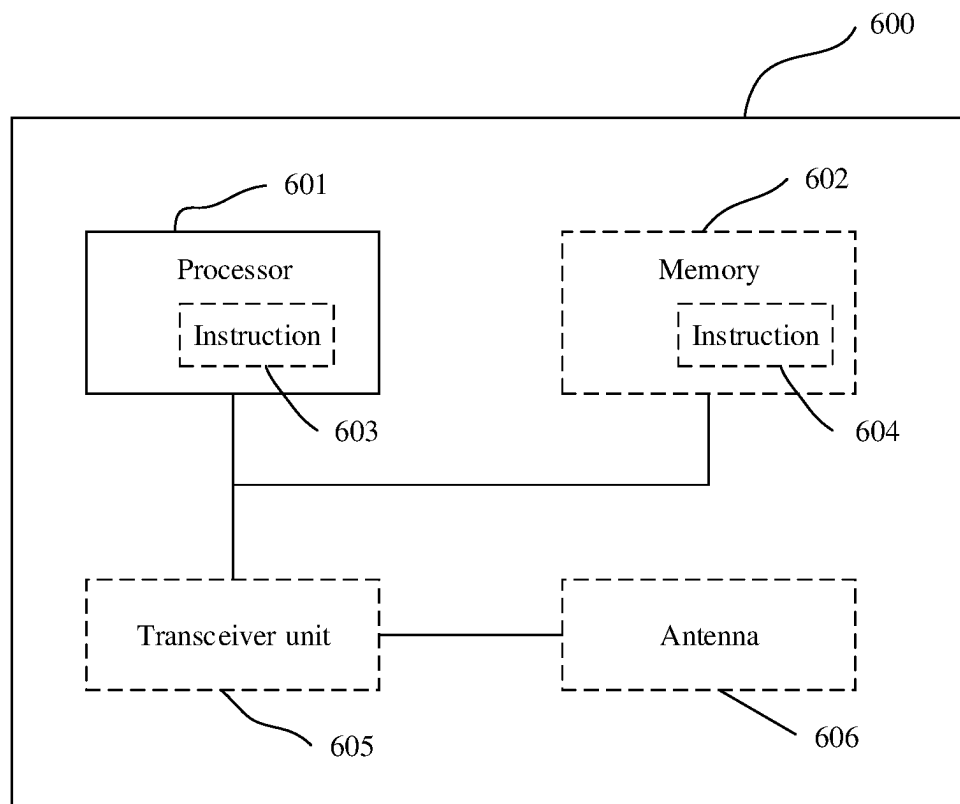 600
601
602
Processor
Memory
Instruction
Instruction
603
604
Transceiver unit
Antenna
605
606